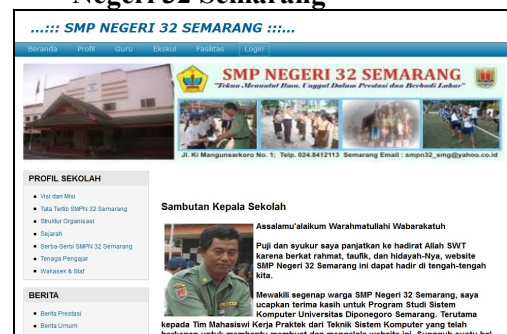 Negeri 32 Semarang
...::: SMP NEGERI 32 SEMARANG :::...
Beranda Profil Guru Ekskul Fasilitas Login
SMP NEGERI 32 SEMARANG
"Tekun Menuntut Ilmu, Unggul Dalam Prestasi dan Berbudi Luhur"
Jl. Ki Mangunsarkoro No. 1; Telp. 024.8412113 Semarang Email : smpn32_smg@yahoo.co.id
PROFIL SEKOLAH
Visi dan Misi
Tata Tertib SMPN 32 Semarang
Struktur Organisasi
Sejarah
Serba-Serbi SMPN 32 Semarang
Tenaga Pengajar
Wakasek & Staf
BERITA
Berita Prestasi
Berita Umum
Sambutan Kepala Sekolah
Assalamu'alaikum Warahmatullahi Wabarakatuh
Puji dan syukur saya panjatkan ke hadirat Allah SWT
karena berkat rahmat, taufik, dan hidayah-Nya, website
SMP Negeri 32 Semarang ini dapat hadir di tengah-tengah
kita.
Mewakili segenap warga SMP Negeri 32 Semarang, saya
ucapkan terima kasih untuk Program Studi Sistem
Komputer Universitas Diponegoro Semarang. Terutama
kepada Tim Mahasiswi Kerja Praktek dari Teknik Sistem Komputer yang telah